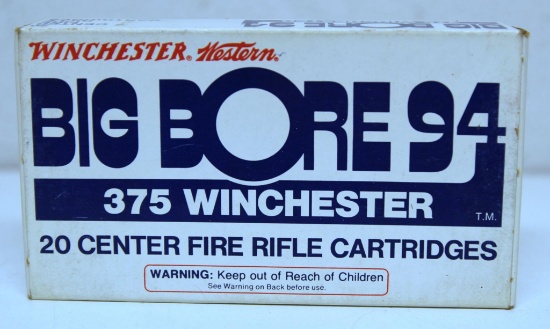 WINCHESTER® Western®
BIG BORE 94
375 WINCHESTER
T.M.
20 CENTER FIRE RIFLE CARTRIDGES
WARNING: Keep out of Reach of Children
See Warning on Back before use.